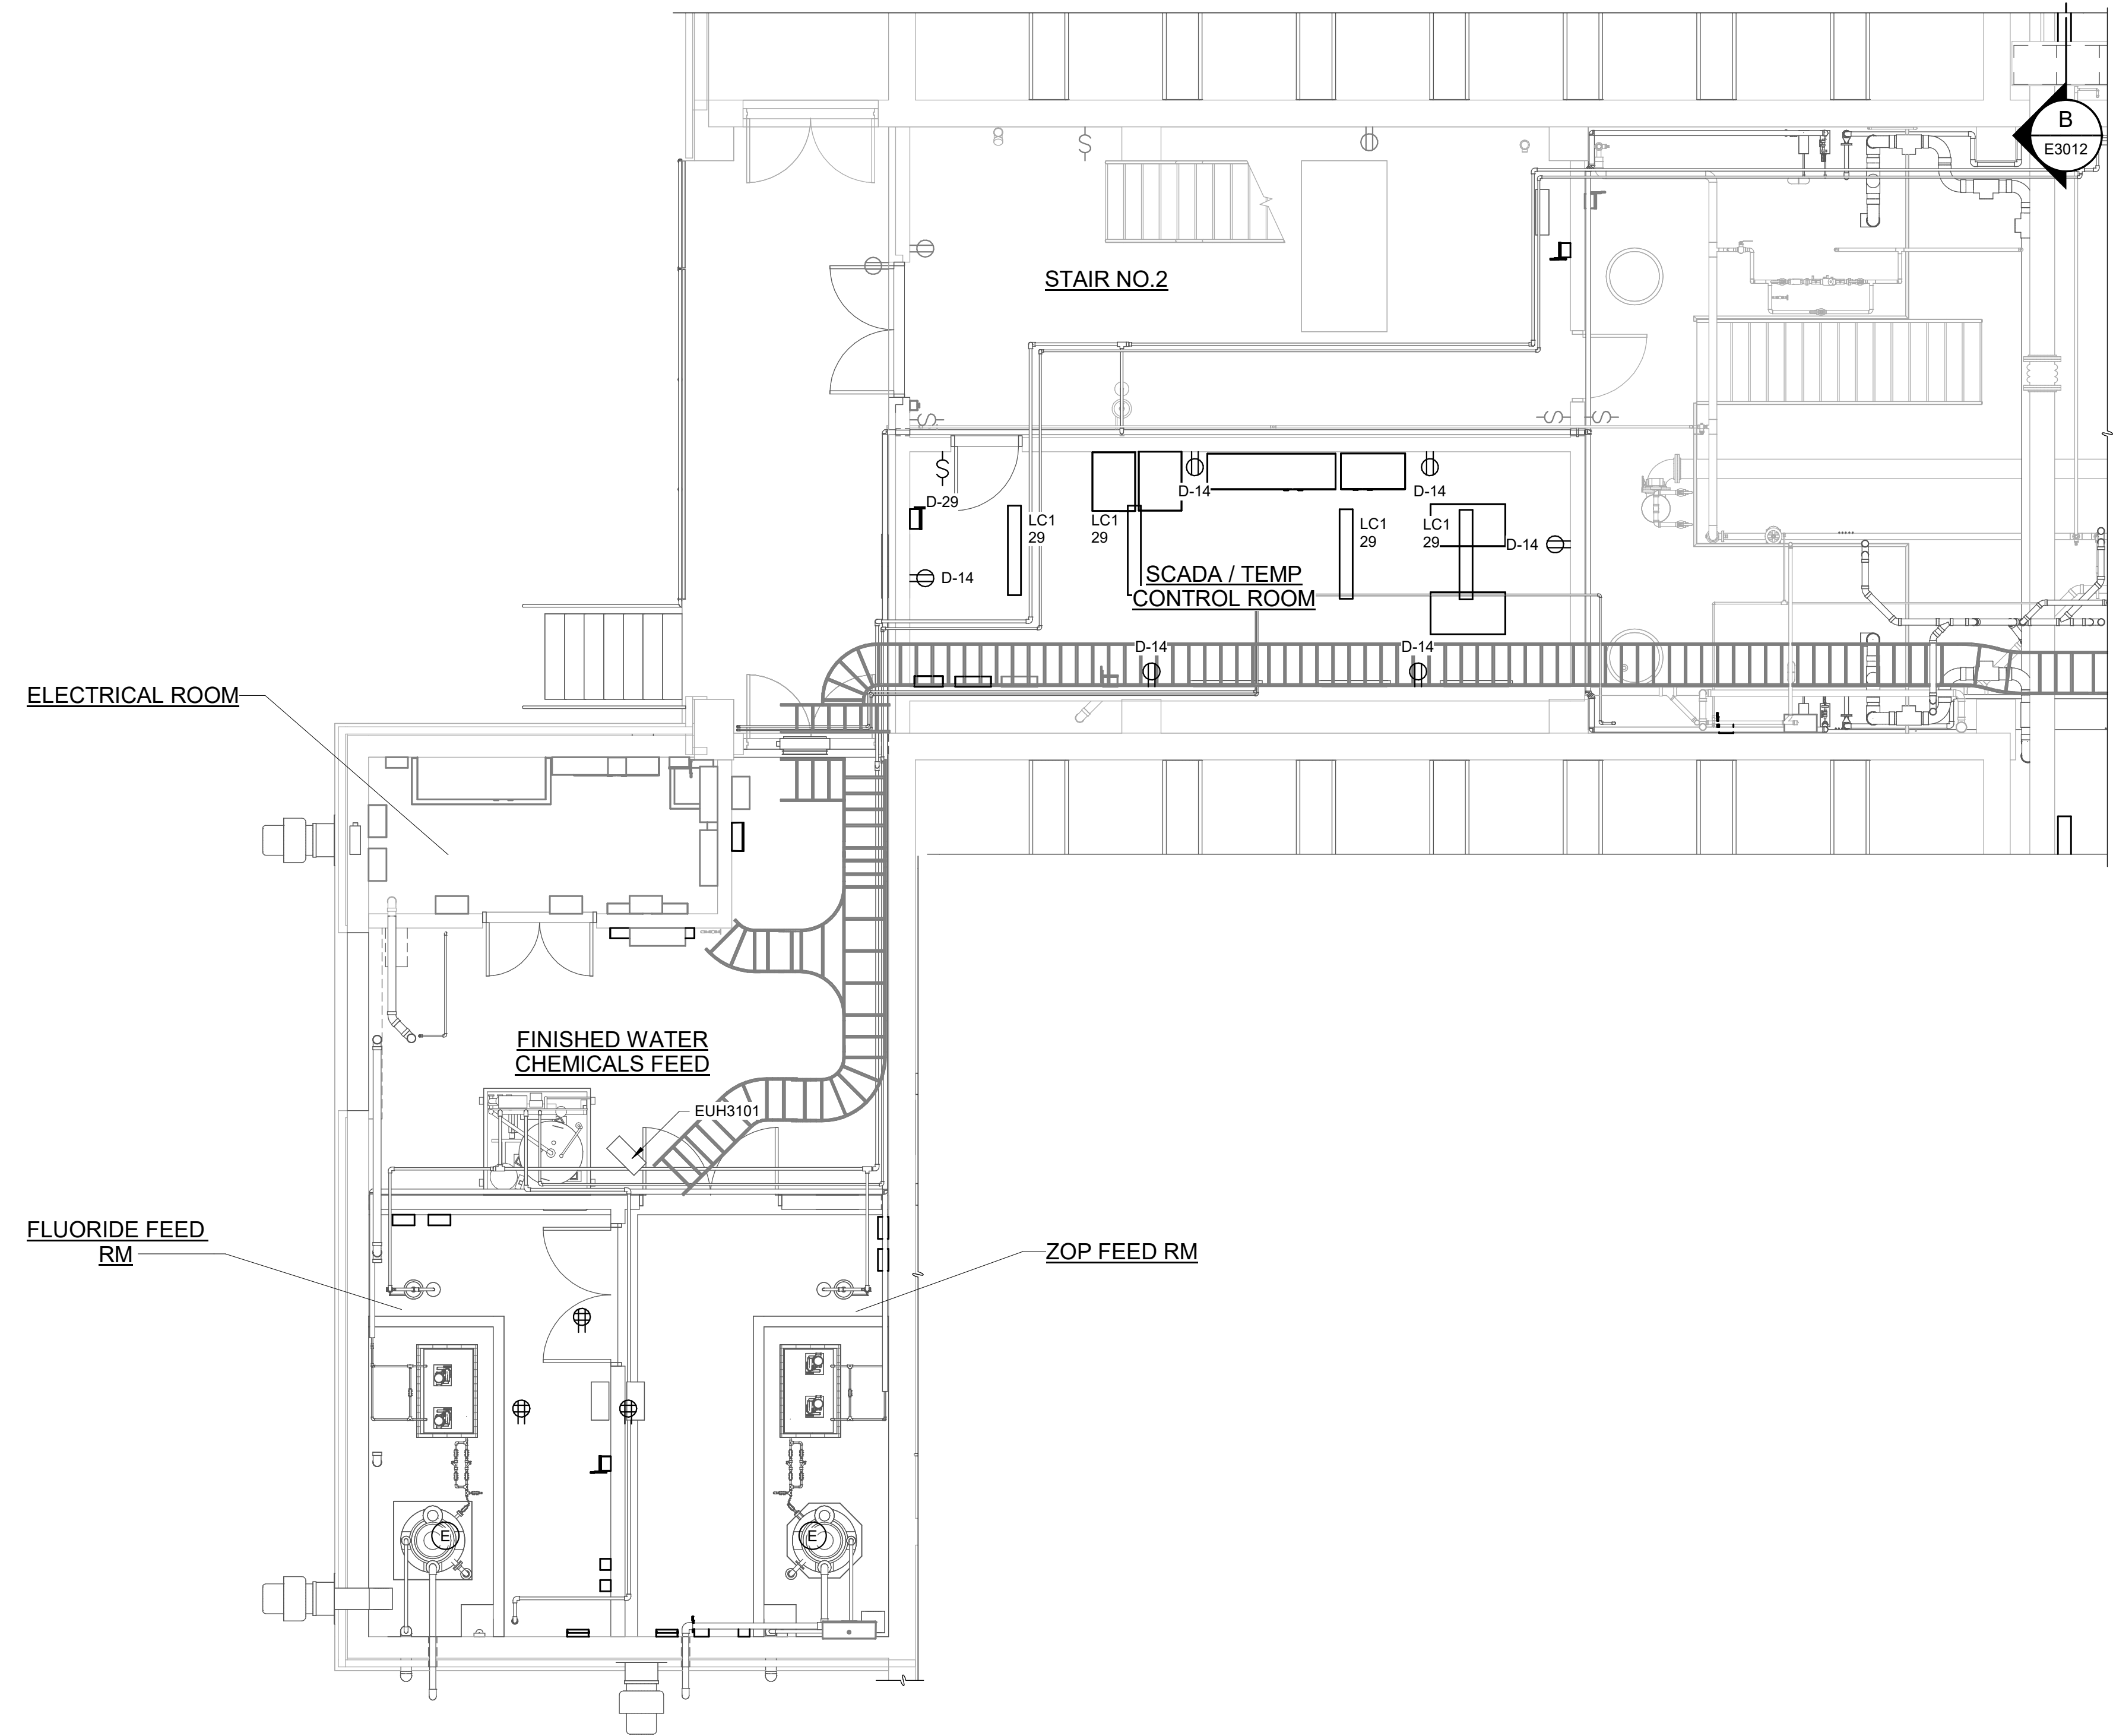 B
E3012
STAIR NO.2
D-14
D-14
D-29
LC1
29
LC1
29
LC1
29
LC1
29
D-14
D-14
SCADA / TEMP
CONTROL ROOM
D-14
D-14
ELECTRICAL ROOM
FINISHED WATER
CHEMICALS FEED
EUH3101
FLUORIDE FEED
RM
ZOP FEED RM
E
E